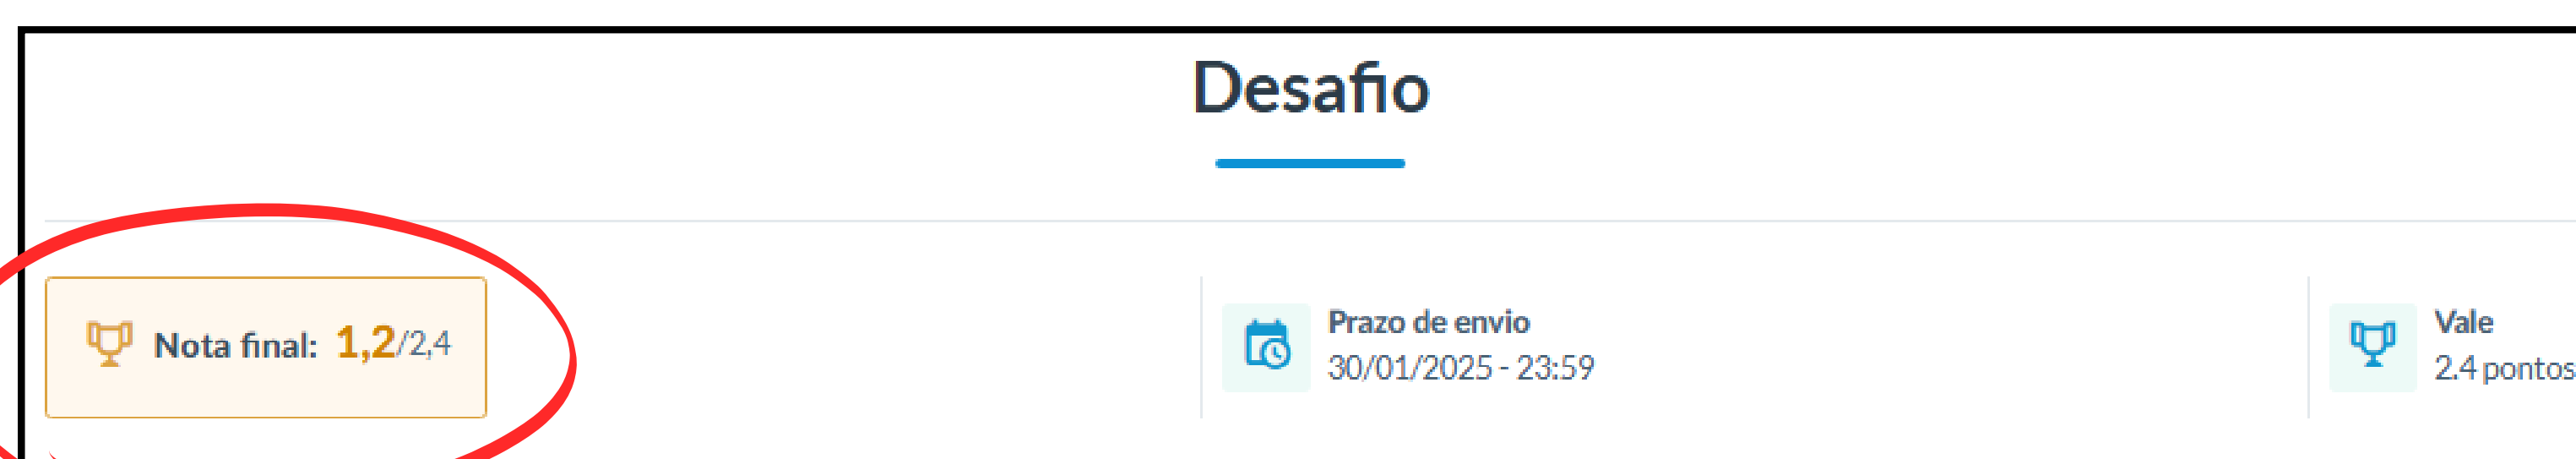 Desafio
Nota final: 1,2/2,4
Prazo de envio
30/01/2025 - 23:59
Vale
2.4 pontos